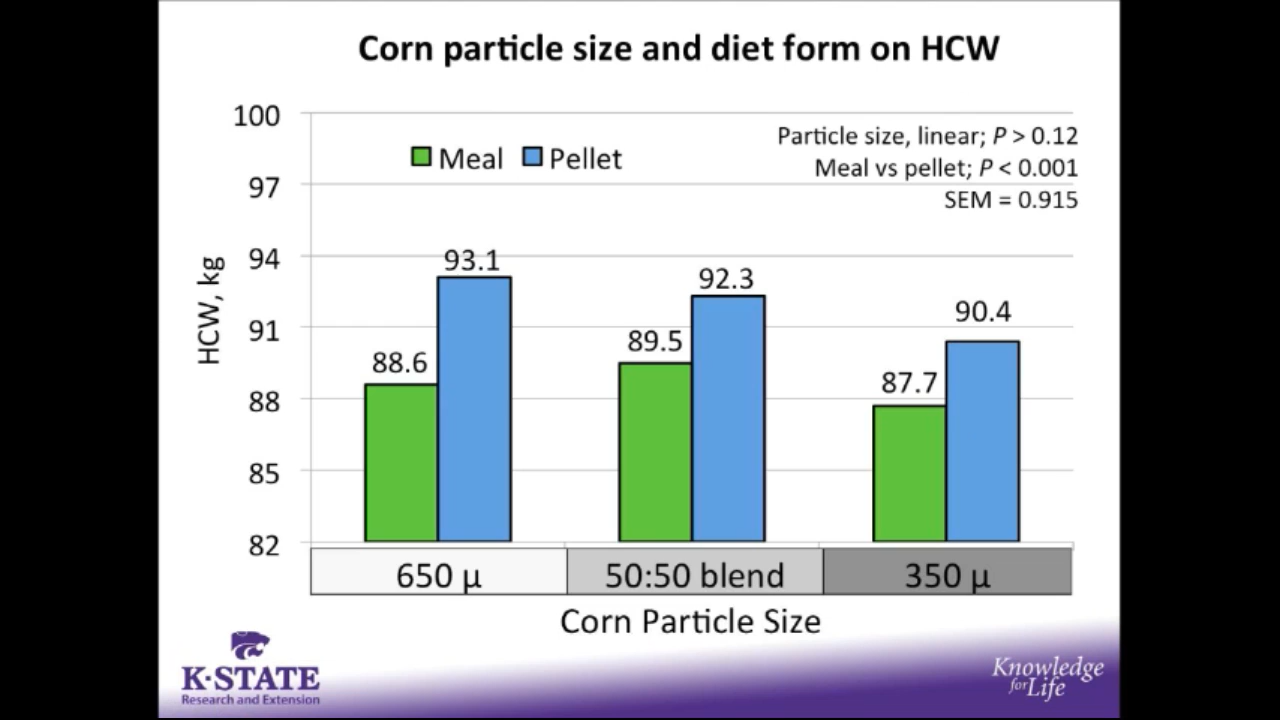 Corn particle size and diet form on HCW
100
97
94
91
88
85
82
HCW, kg
Meal
Pellet
Particle size, linear; P > 0.12
Meal vs pellet; P < 0.001
SEM = 0.915
88.6
93.1
89.5
92.3
87.7
90.4
650 µ
50:50 blend
350 µ
Corn Particle Size
K-STATE
Research and Extension
Knowledge
for Life